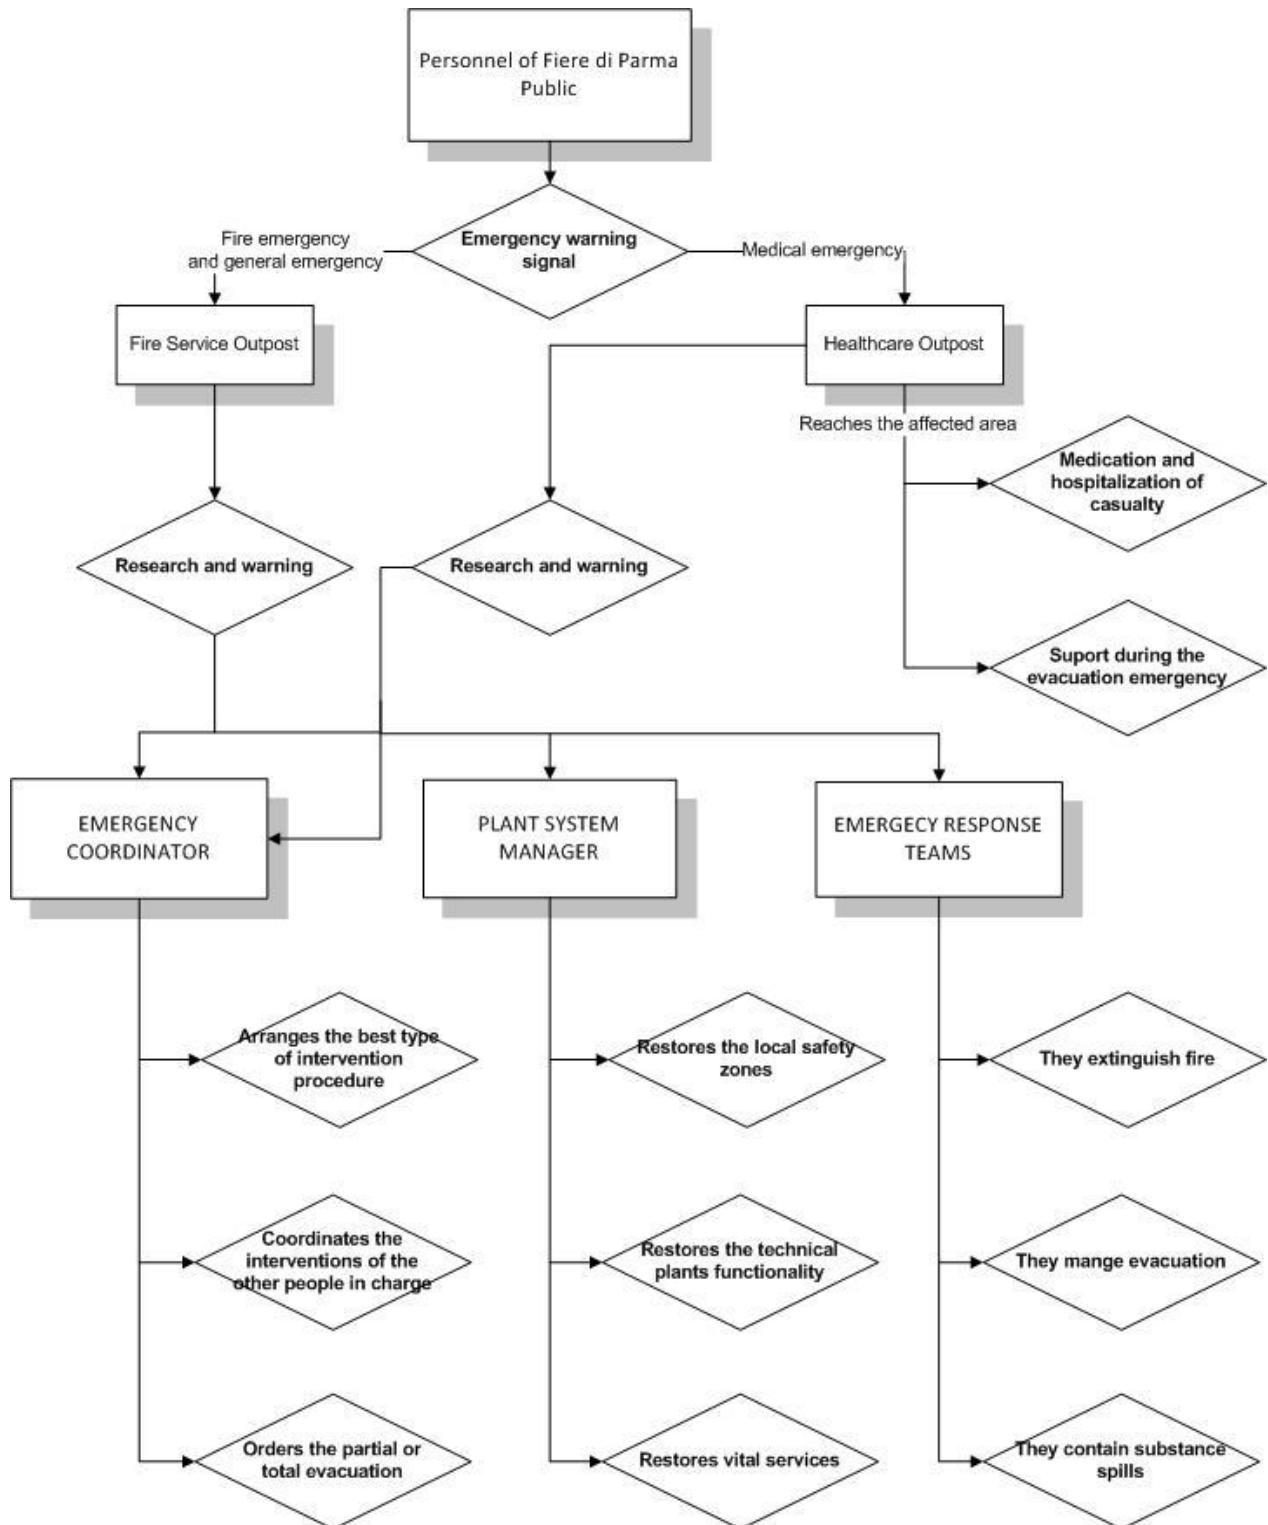 Personnel of Fiere di Parma
Public
Emergency warning
signal
Fire emergency
and general emergency
Medical emergency
Fire Service Outpost
Healthcare Outpost
Reaches the affected area
Medication and
hospitalization of
casualty
Research and warning
Research and warning
Suport during the
evacuation emergency
EMERGENCY
COORDINATOR
PLANT SYSTEM
MANAGER
EMERGECY RESPONSE
TEAMS
Arranges the best type
of intervention
procedure
Restores the local safety
zones
They extinguish fire
Coordinates the
interventions of the
other people in charge
Restores the technical
plants functionality
They mange evacuation
Orders the partial or
total evacuation
Restores vital services
They contain substance
spills